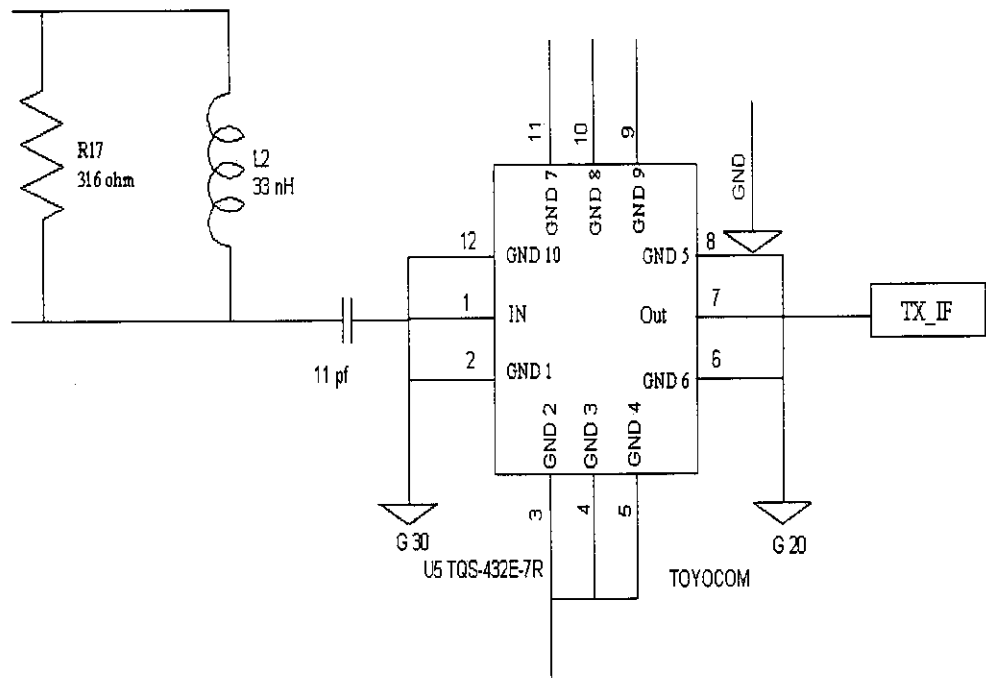 R17
316 ohm
L2
33 nH
11 pf
11
10
9
GND
GND 7
GND 8
GND 9
12
GND 10
GND 5
8
1
IN
Out
7
TX_IF
2
GND 1
GND 6
6
GND 2
GND 3
GND 4
3
4
5
G 30
G 20
U5 TQS-432E-7R
TOYOCOM